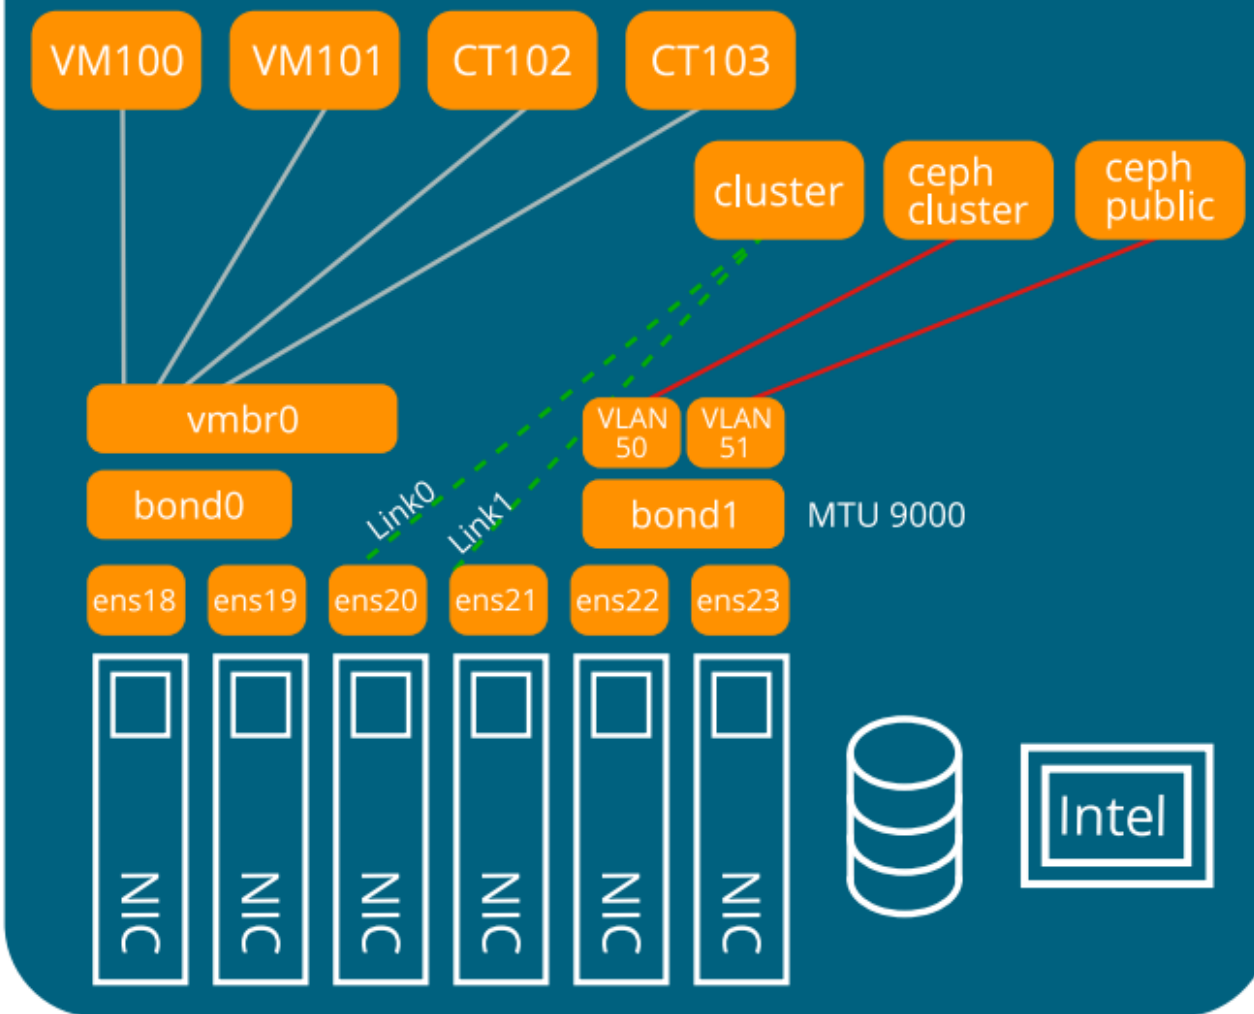 VM100
VM101
CT102
CT103
cluster
ceph
cluster
ceph
public
vmbr0
VLAN
50
VLAN
51
bond0
Link0
Link1
bond1
MTU 9000
ens18
ens19
ens20
ens21
ens22
ens23
NIC
NIC
NIC
NIC
NIC
NIC
Intel